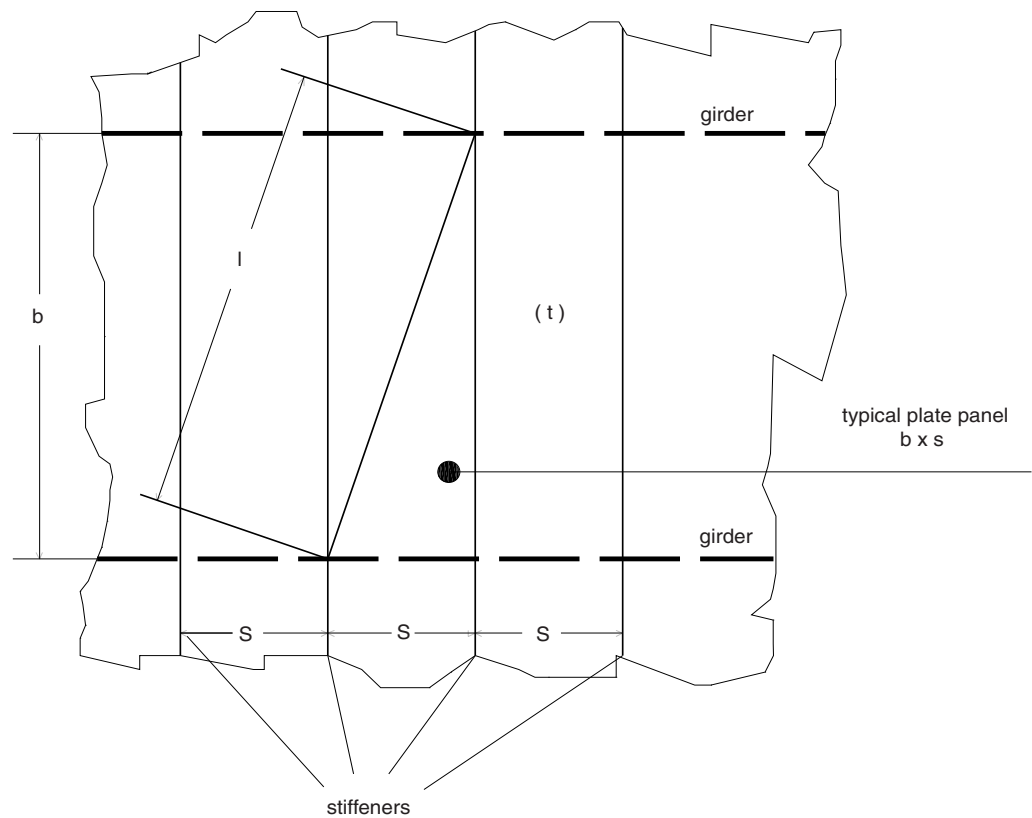 girder
l
b
( t )
typical plate panel
b x s
girder
S
S
S
stiffeners